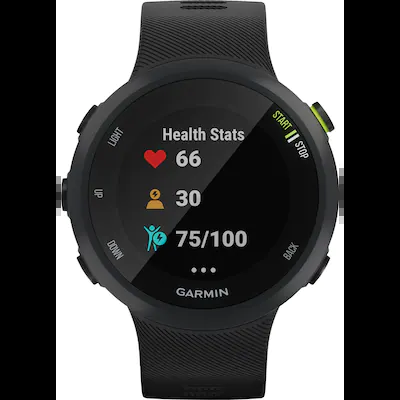 Health Stats
LIGHT
START
STOP
66
UP
30
DOWN
75/100
BACK
GARMIN